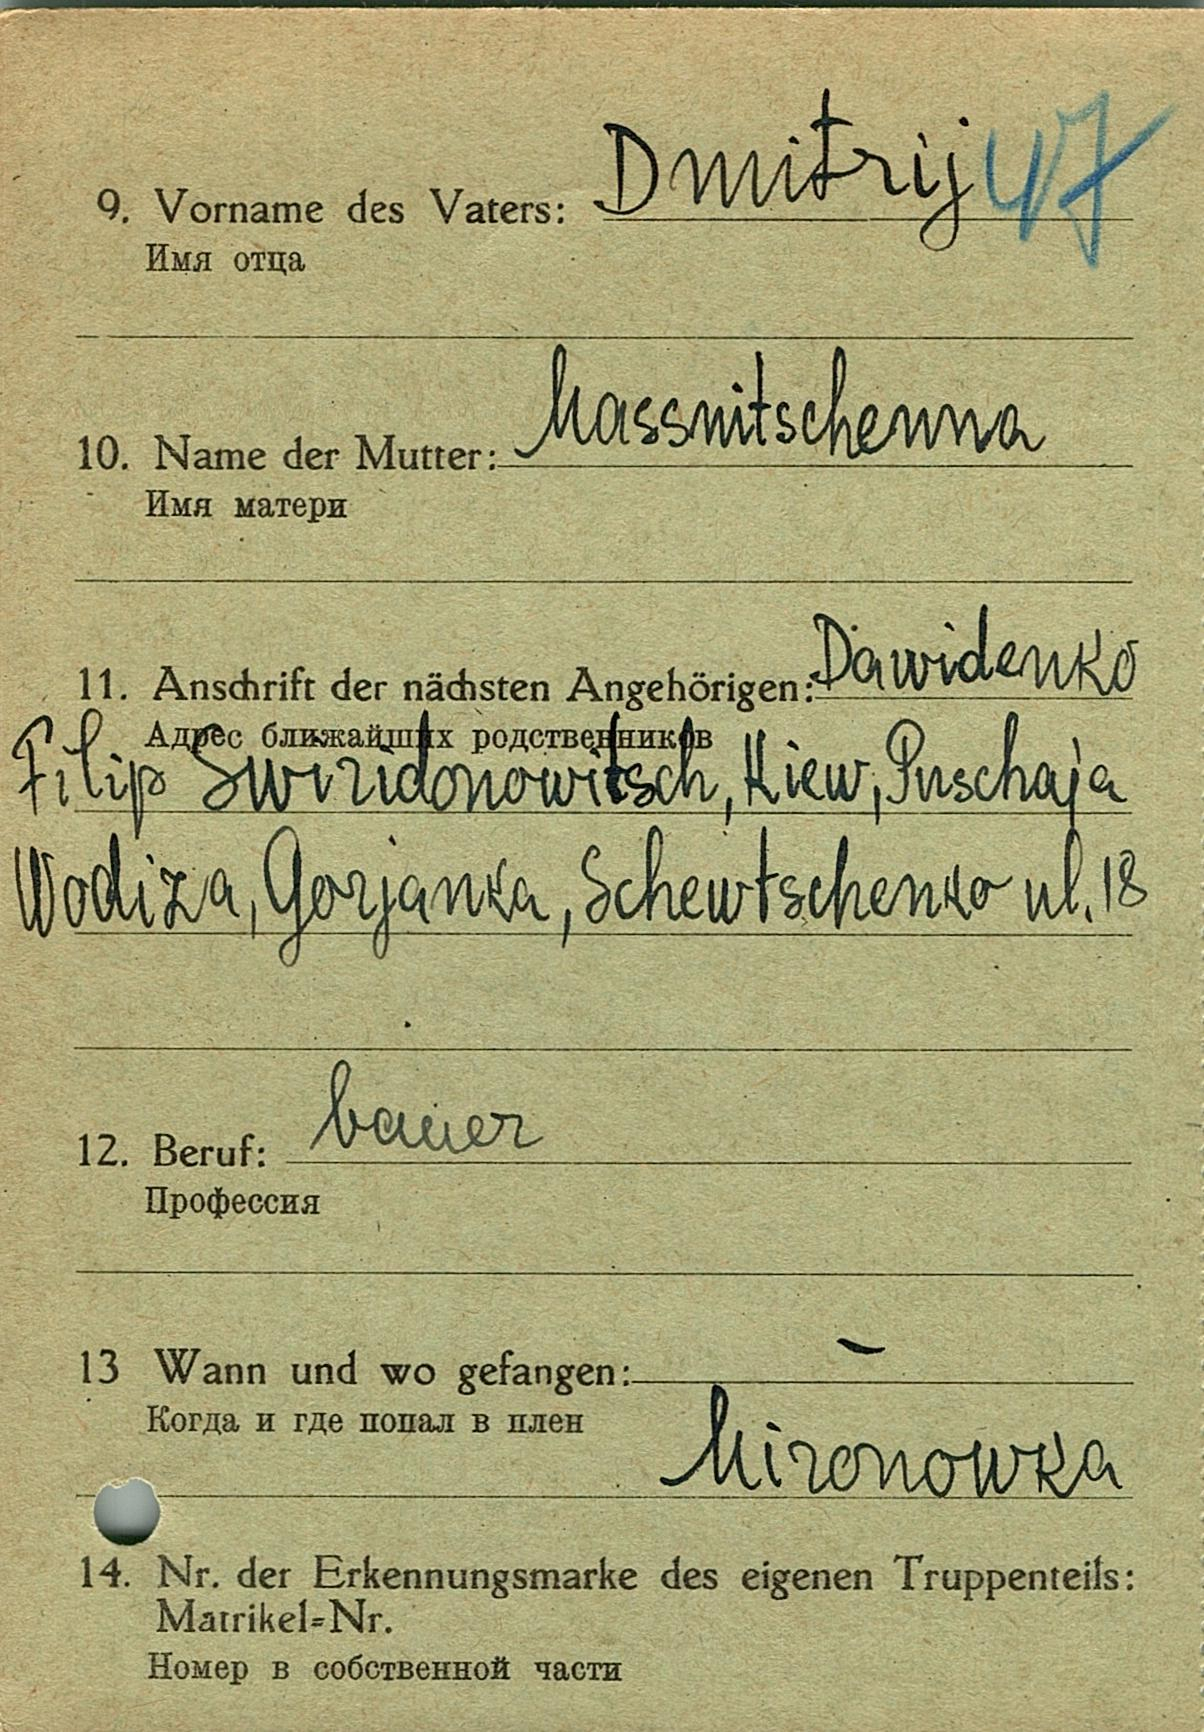 9. Vorname des Vaters: Dmitrij 47
Имя отца
10. Name der Mutter: Massnitschenna
Имя матери
11. Anschrift der nächsten Angehörigen: Dawidenko
Адрес ближайших родственников
Filip Swiridonowitsch, Kiew, Puschaja
Wodiza, Gorjanka, Schewtschenko ul. 18
12. Beruf: bauer
Профессия
13 Wann und wo gefangen: –
Когда и где попал в плен
Mironowka
14. Nr. der Erkennungsmarke des eigenen Truppenteils:
Matrikel=Nr.
Номер в собственной части